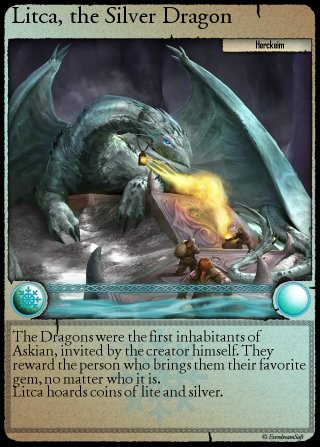 Litca, the Silver Dragon
Herckeim
The Dragons were the first inhabitants of
Askian, invited by the creator himself. They
reward the person who brings them their favorite
gem, no matter who it is.
Litca hoards coins of lite and silver.
© EverdreamSoft